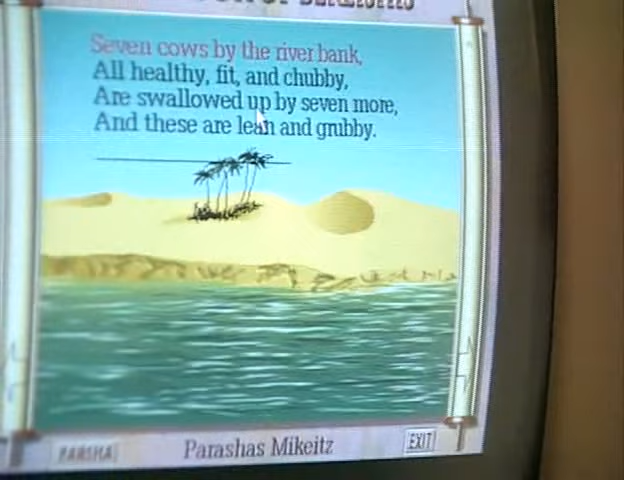 Seven cows by the river bank,
All healthy, fit, and chubby,
Are swallowed up by seven more,
And these are lean and grubby.
PARSHA
Parashas Mikeitz
EXIT